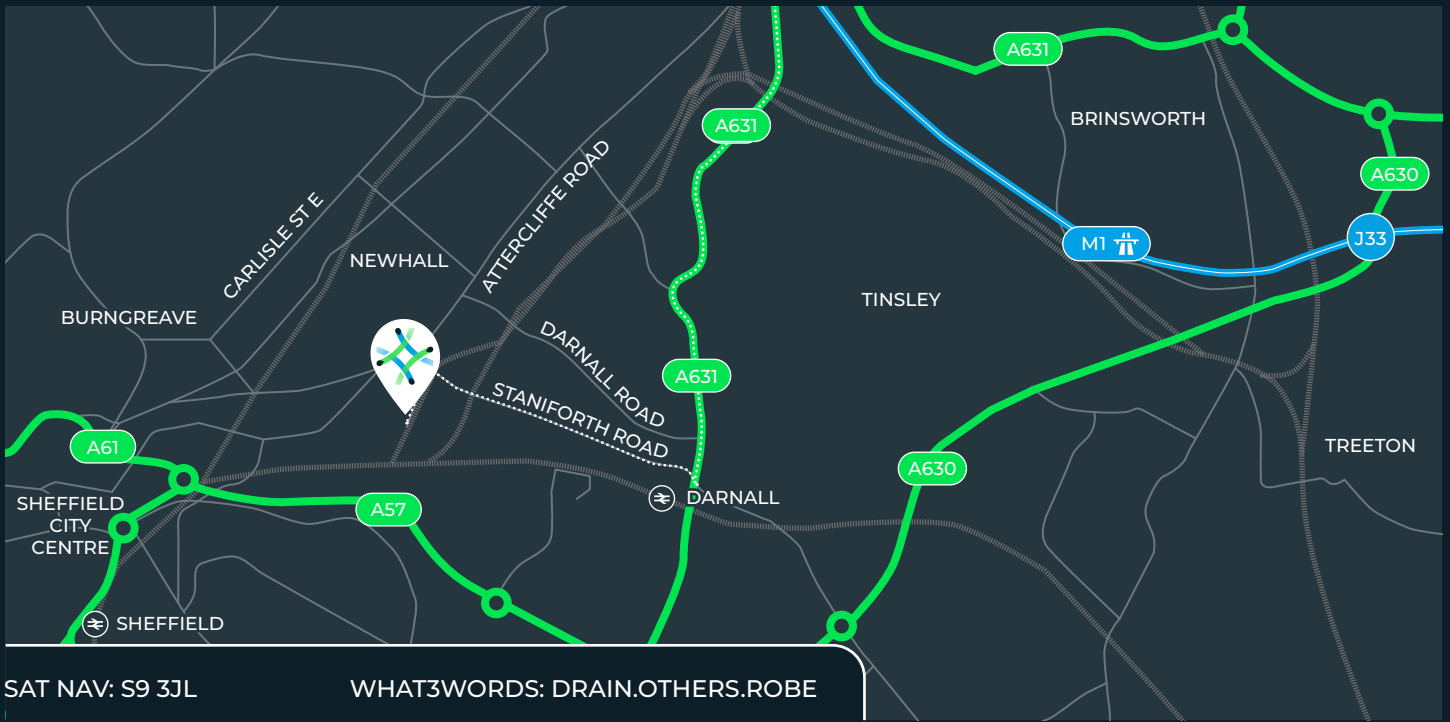 A631
A631
BRINSWORTH
A630
ATTERCLIFFE ROAD
CARLISLE ST E
J33
M1
NEWHALL
TINSLEY
BURNGREAVE
DARNALL ROAD
A631
STANIFORTH ROAD
A61
TREETON
A630
DARNALL
SHEFFIELD
CITY
CENTRE
A57
SHEFFIELD
SAT NAV: S9 3JL
WHAT3WORDS: DRAIN.OTHERS.ROBE